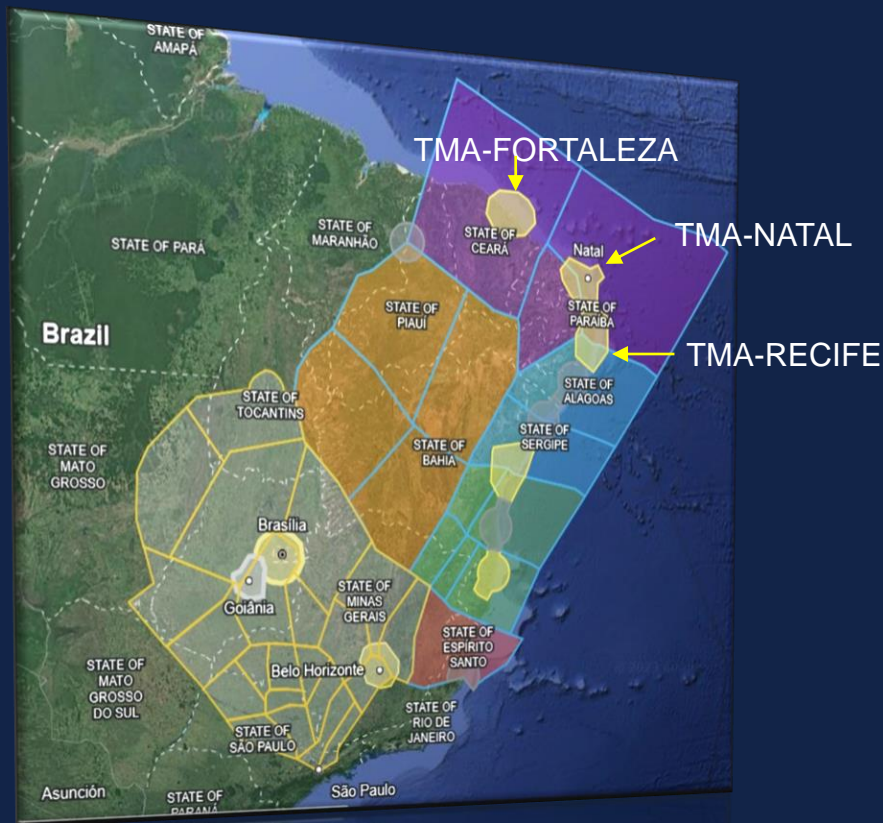 STATE OF
AMAPÁ
TMA-FORTALEZA
STATE OF
MARANHÃO
STATE OF
CEARÁ
STATE OF PARÁ
Natal
TMA-NATAL
STATE OF
PIAUÍ
STATE OF
PARAÍBA
Brazil
TMA-RECIFE
STATE OF
ALAGOAS
STATE OF
TOCANTINS
STATE OF
SERGIPE
STATE OF
BAHIA
STATE OF
MATO
GROSSO
Brasília
Goiânia
STATE OF
MINAS
GERAIS
STATE OF
ESPÍRITO
SANTO
Belo Horizonte
STATE OF
MATO
GROSSO
DO SUL
STATE OF
RIO DE
JANEIRO
STATE OF
SÃO PAULO
Asunción
STATE OF
PARANÁ
São Paulo